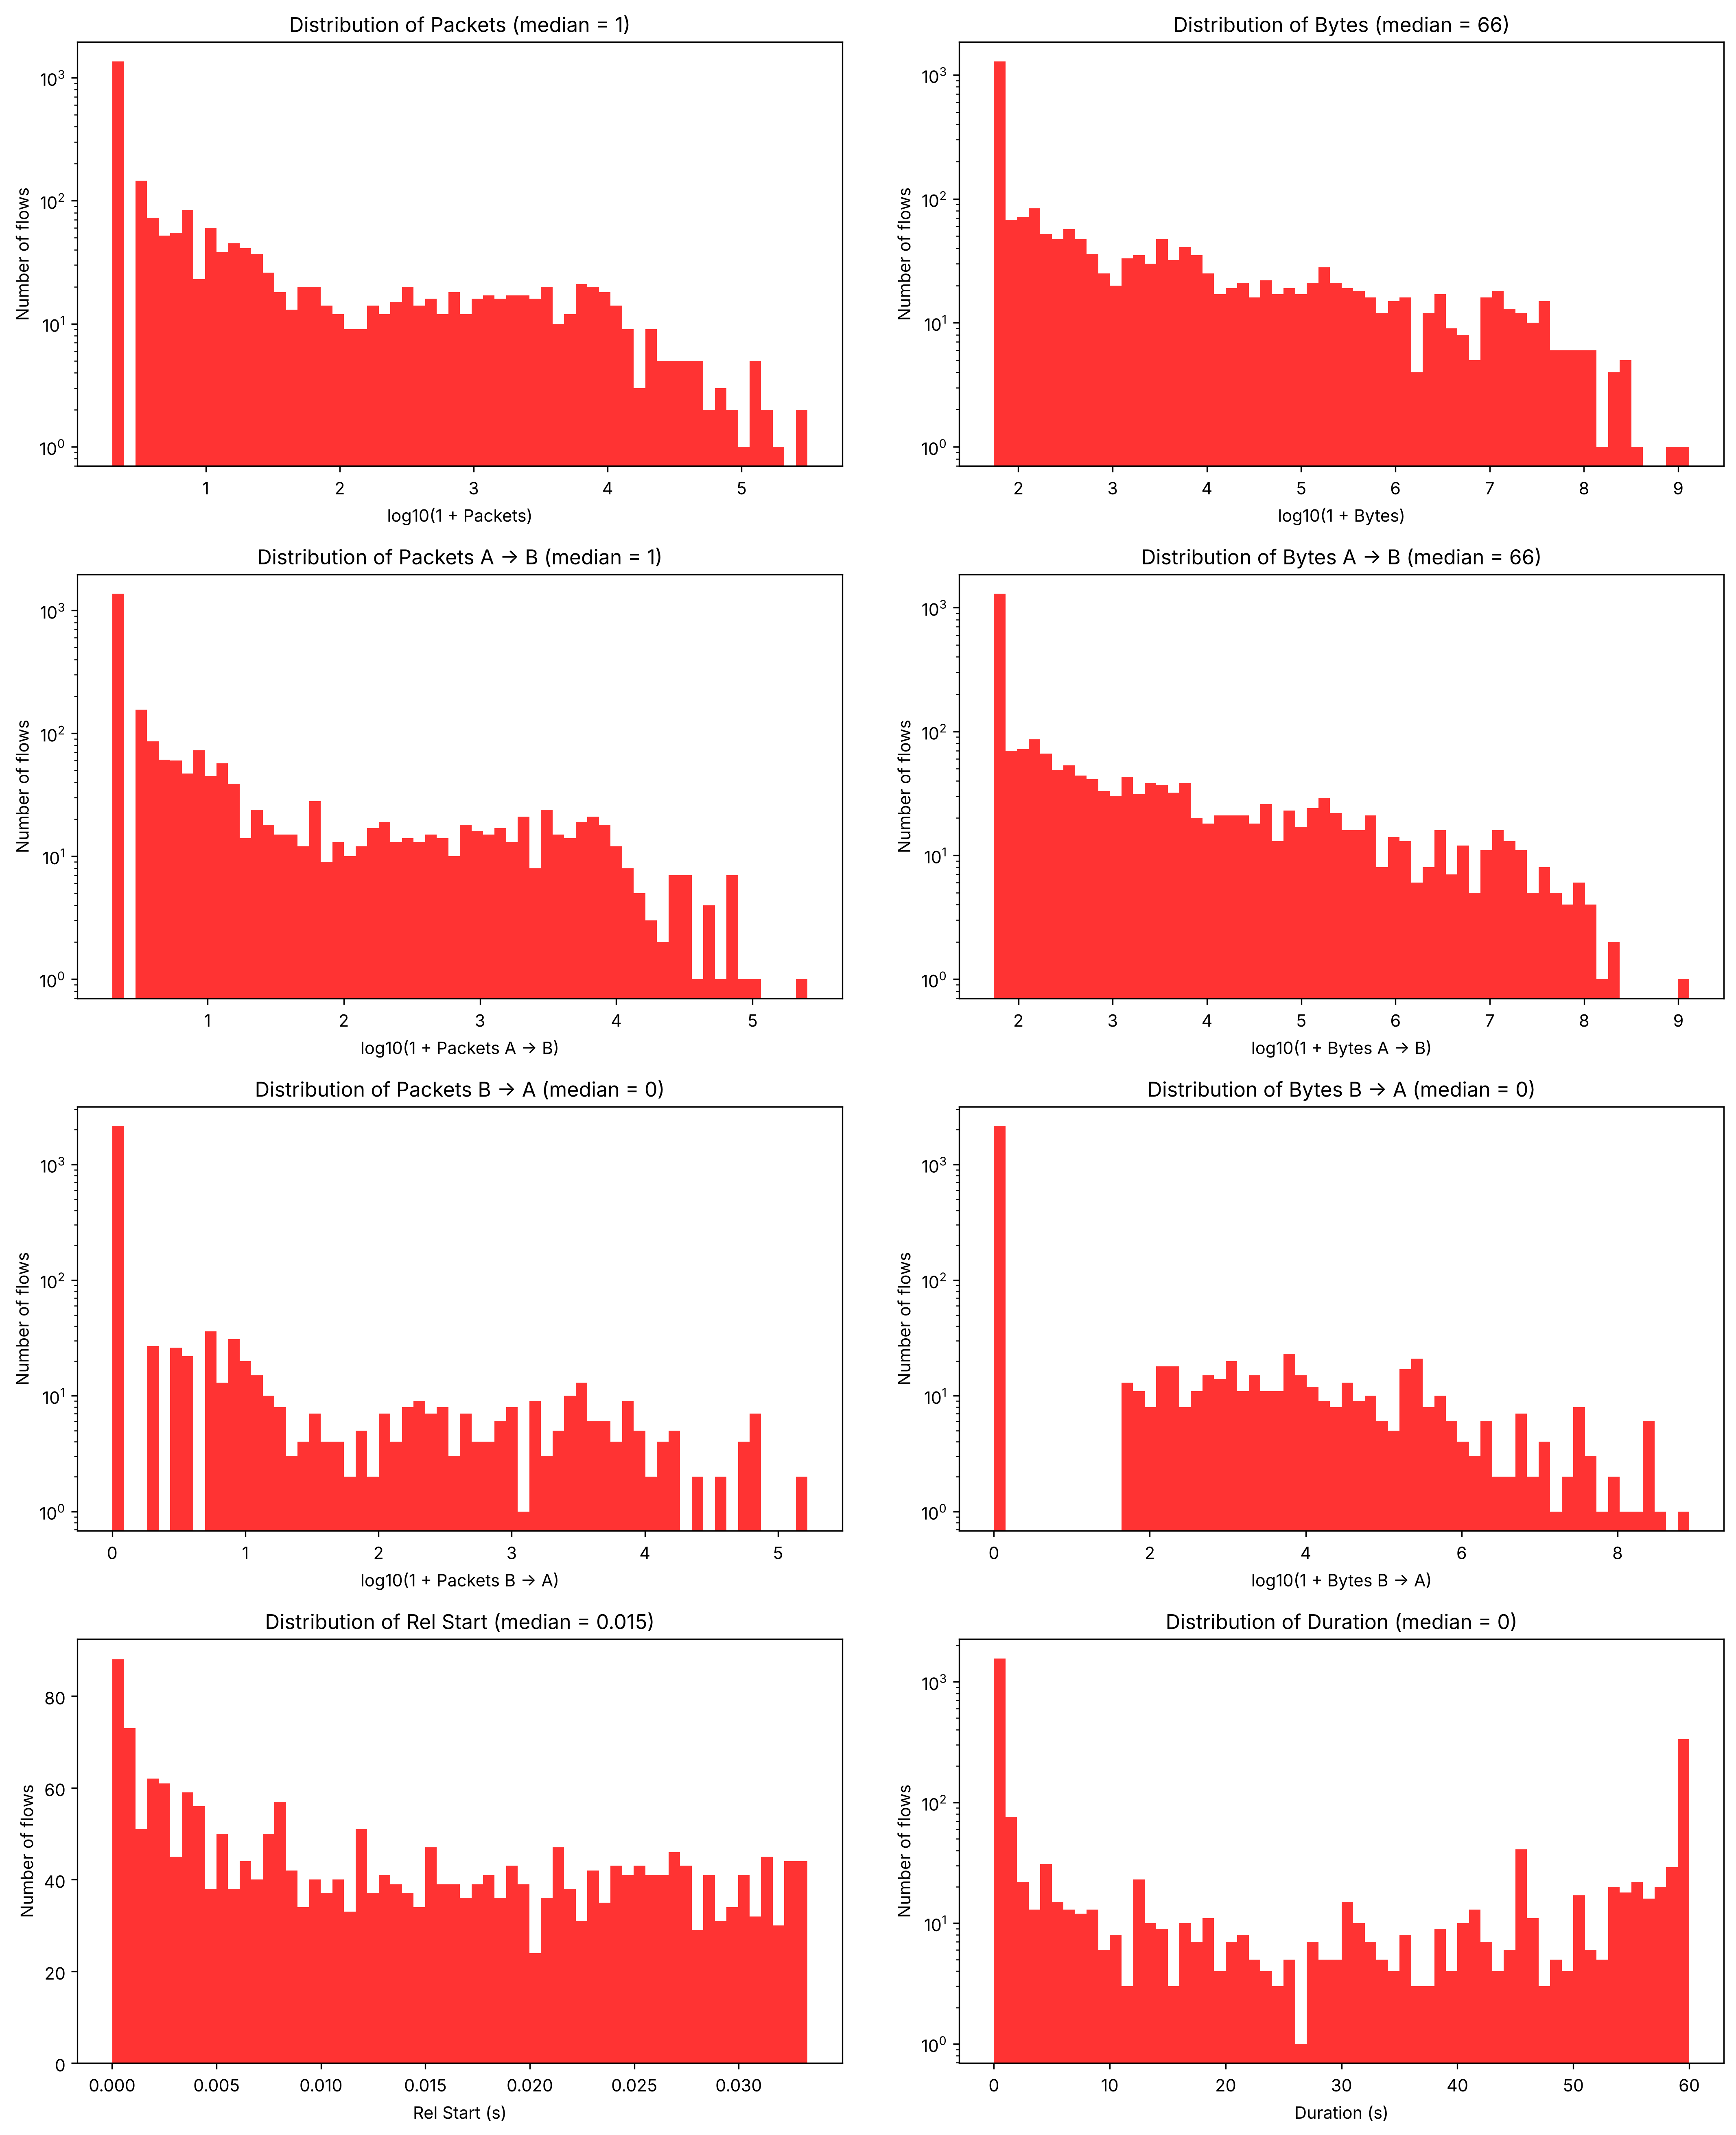 Distribution of Packets (median = 1)
Number of flows
10³
10²
10¹
10⁰
1 2 3 4 5
log10(1 + Packets)
Distribution of Bytes (median = 66)
Number of flows
10³
10²
10¹
10⁰
2 3 4 5 6 7 8 9
log10(1 + Bytes)
Distribution of Packets A → B (median = 1)
Number of flows
10³
10²
10¹
10⁰
1 2 3 4 5
log10(1 + Packets A → B)
Distribution of Bytes A → B (median = 66)
Number of flows
10³
10²
10¹
10⁰
2 3 4 5 6 7 8 9
log10(1 + Bytes A → B)
Distribution of Packets B → A (median = 0)
Number of flows
10³
10²
10¹
10⁰
0 1 2 3 4 5
log10(1 + Packets B → A)
Distribution of Bytes B → A (median = 0)
Number of flows
10³
10²
10¹
10⁰
0 2 4 6 8
log10(1 + Bytes B → A)
Distribution of Rel Start (median = 0.015)
Number of flows
80
60
40
20
0
0.000 0.005 0.010 0.015 0.020 0.025 0.030
Rel Start (s)
Distribution of Duration (median = 0)
Number of flows
10³
10²
10¹
10⁰
0 10 20 30 40 50 60
Duration (s)